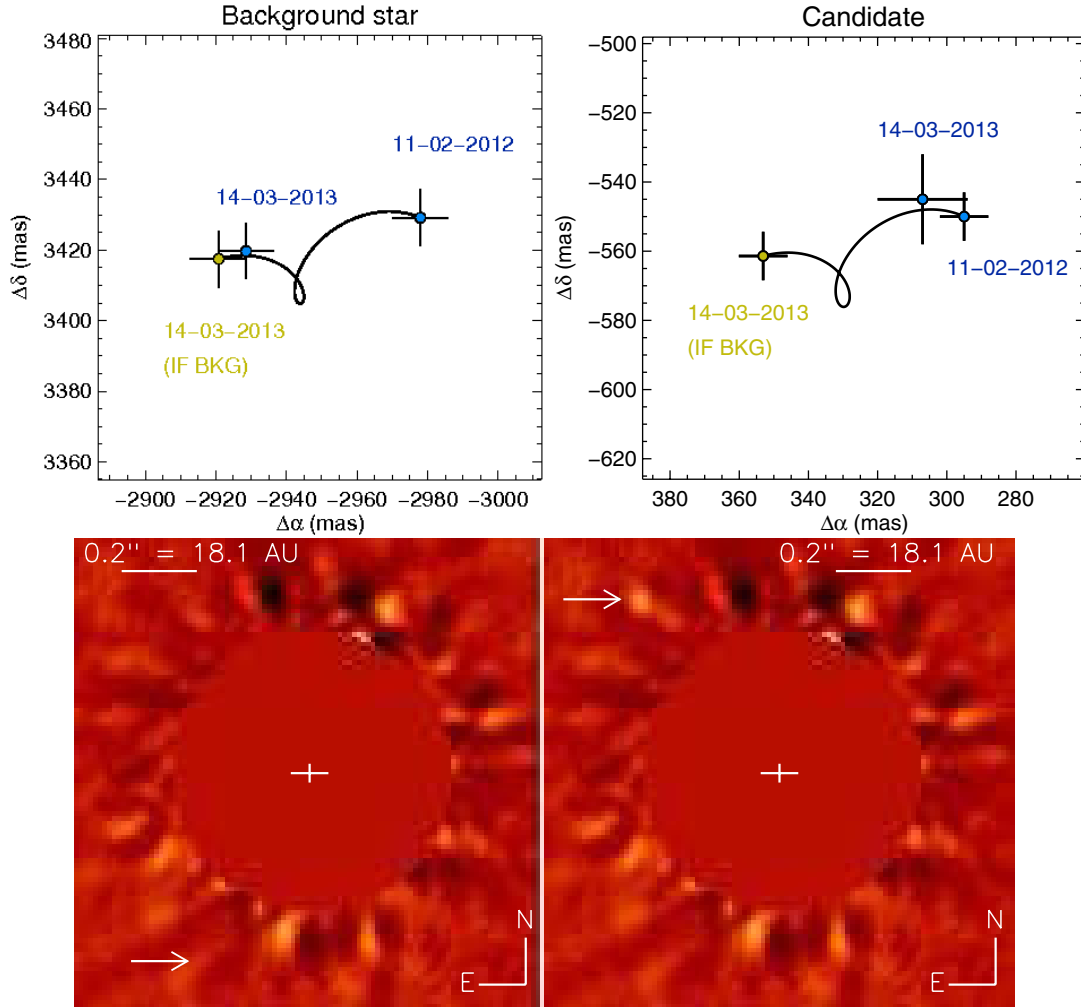 Background star
3480
3460
3440
3420
3400
3380
3360
Δδ (mas)
11−02−2012
14−03−2013
14−03−2013
(IF BKG)
−2900 −2920 −2940 −2960 −2980 −3000
Δα (mas)
Candidate
−500
−520
−540
−560
−580
−600
−620
Δδ (mas)
14−03−2013
11−02−2012
14−03−2013
(IF BKG)
380 360 340 320 300 280
Δα (mas)
0.2" = 18.1 AU
N
E
0.2" = 18.1 AU
N
E